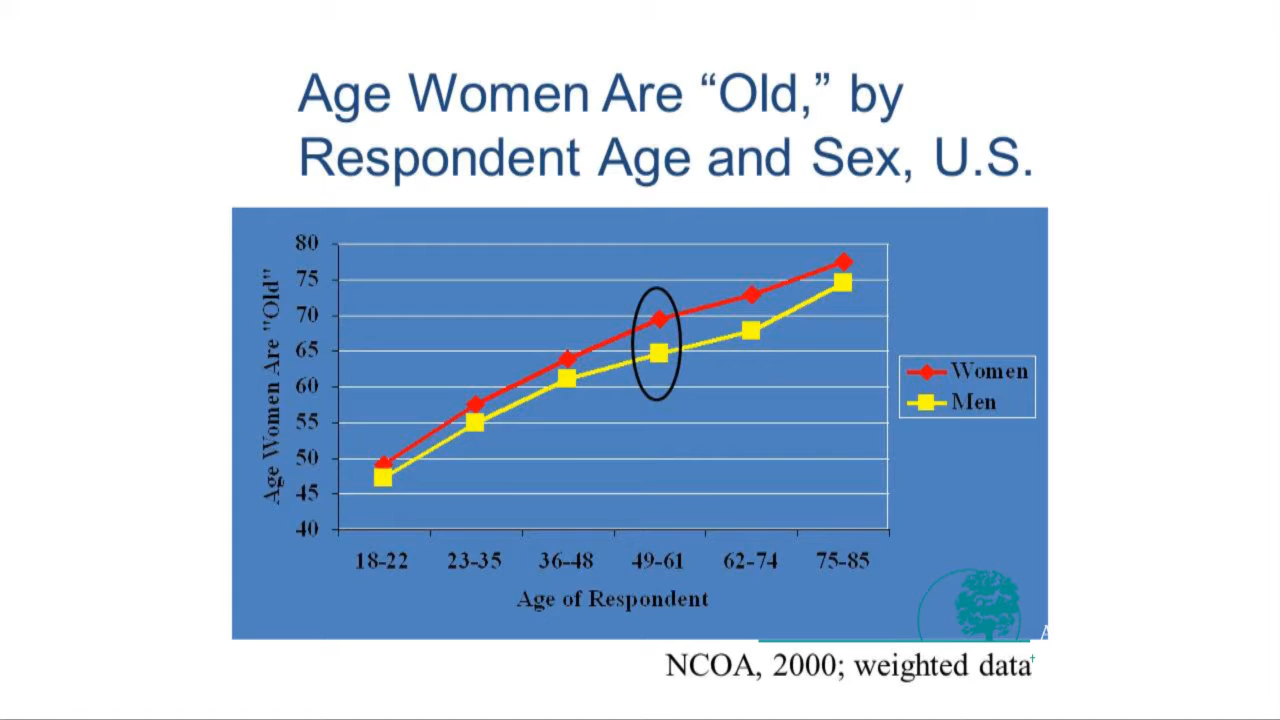 Age Women Are “Old,” by
Respondent Age and Sex, U.S.
Age Women Are "Old"
80
75
70
65
60
55
50
45
40
18-22 23-35 36-48 49-61 62-74 75-85
Age of Respondent
Women
Men
A
NCOA, 2000; weighted data†